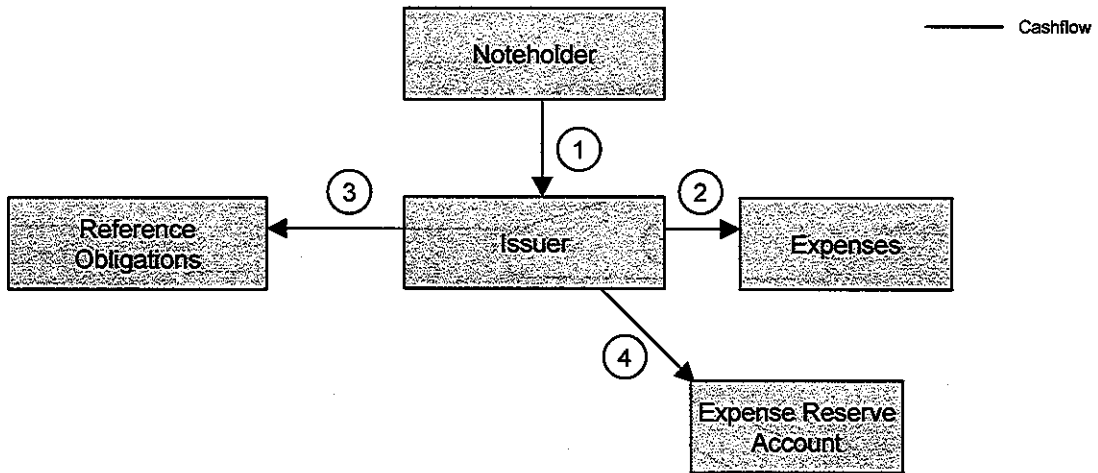 Noteholder
Cashflow
1
3
2
Reference
Obligations
Issuer
Expenses
4
Expense Reserve
Account